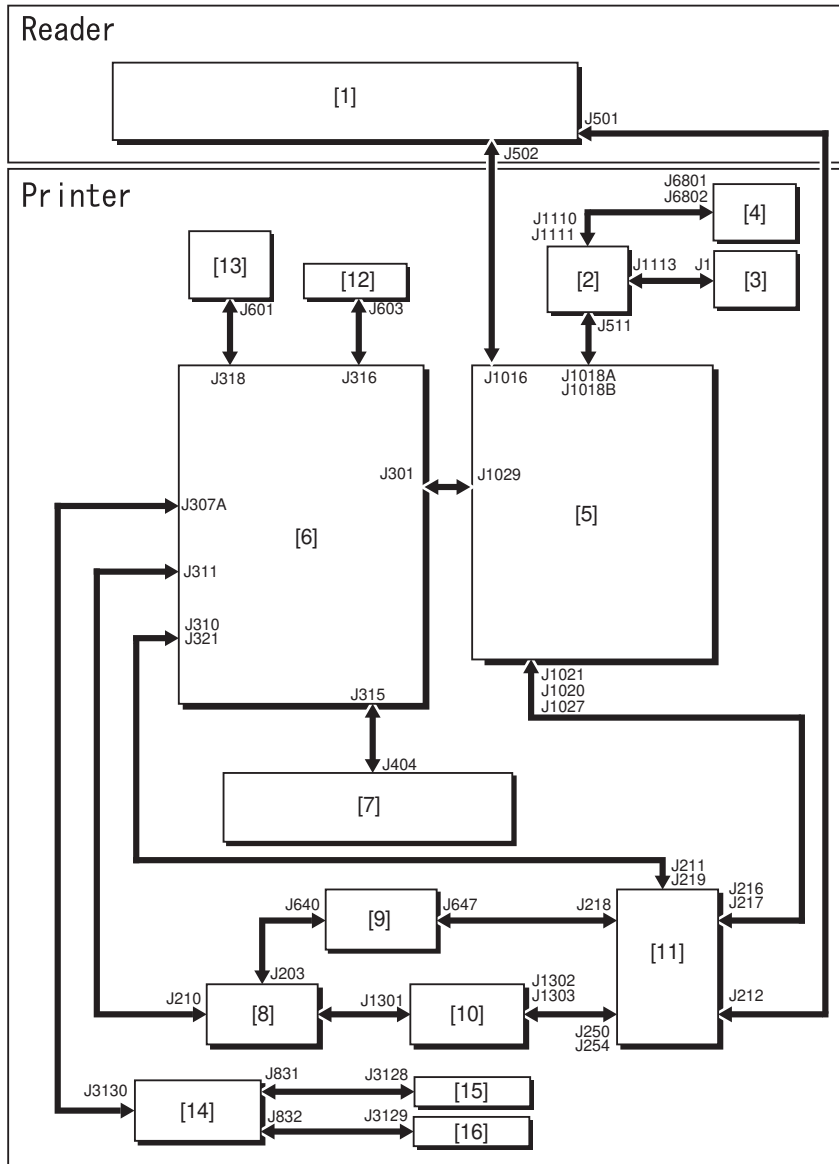 Reader
[1]
J501
J502
Printer
J6801
J6802
[4]
J1110
J1111
[13]
[12]
[2]
J1113
J1
[3]
J601
J603
J511
J318
J316
J1016
J1018A
J1018B
J301
J1029
J307A
[6]
[5]
J311
J310
J321
J315
J1021
J1020
J1027
J404
[7]
J211
J219
J216
J217
J640
[9]
J647
J218
[11]
J203
J210
[8]
J1301
[10]
J1302
J1303
J212
J250
J254
J831
J3128
J3130
[14]
[15]
J832
J3129
[16]